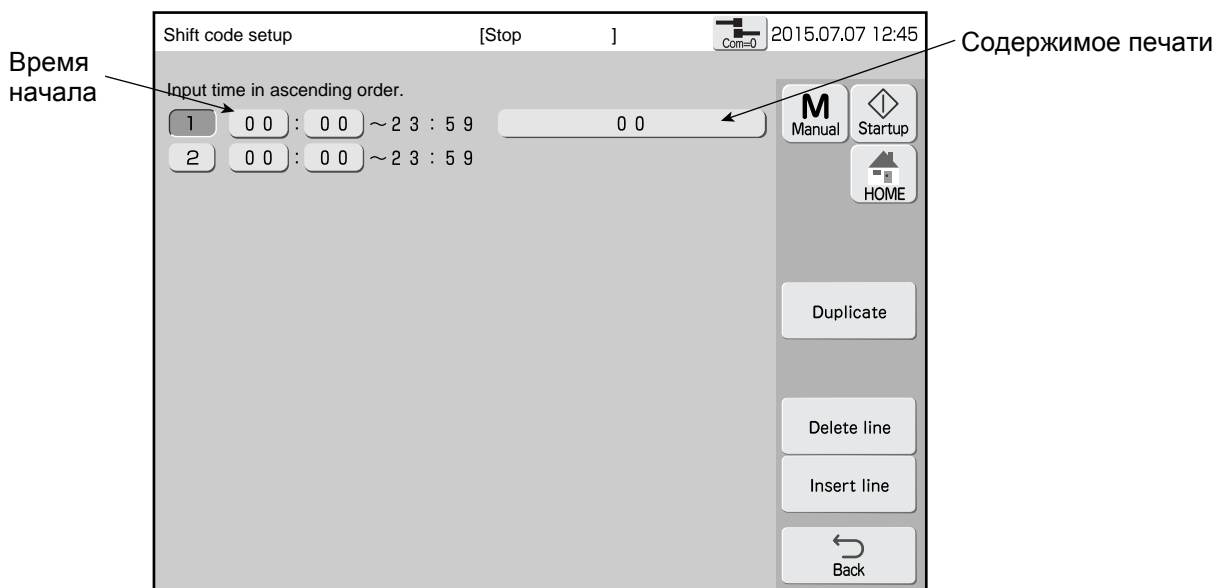 Shift code setup [Stop ] Com=0 2015.07.07 12:45
Время
начала
Содержимое печати
Input time in ascending order.
1 00 : 00 ~23 : 59 00
2 00 : 00 ~23 : 59
M
Manual
Startup
HOME
Duplicate
Delete line
Insert line
Back